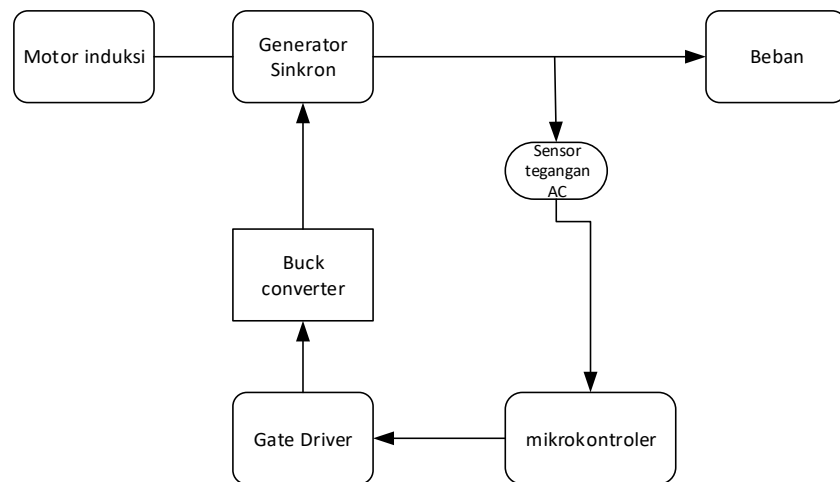 Motor induksi
Generator
Sinkron
Beban
Sensor
tegangan
AC
Buck
converter
Gate Driver
mikrokontroler